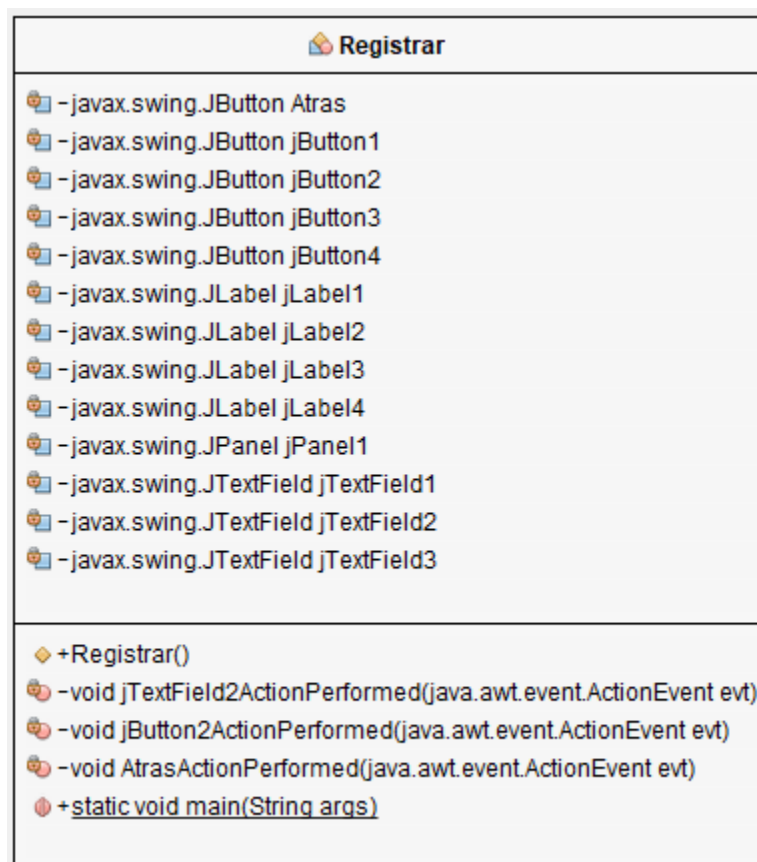 Registrar
-javax.swing.JButton Atras
-javax.swing.JButton jButton1
-javax.swing.JButton jButton2
-javax.swing.JButton jButton3
-javax.swing.JButton jButton4
-javax.swing.JLabel jLabel1
-javax.swing.JLabel jLabel2
-javax.swing.JLabel jLabel3
-javax.swing.JLabel jLabel4
-javax.swing.JPanel jPanel1
-javax.swing.JTextField jTextField1
-javax.swing.JTextField jTextField2
-javax.swing.JTextField jTextField3
+Registrar()
-void jTextField2ActionPerformed(java.awt.event.ActionEvent evt)
-void jButton2ActionPerformed(java.awt.event.ActionEvent evt)
-void AtrasActionPerformed(java.awt.event.ActionEvent evt)
+static void main(String args)